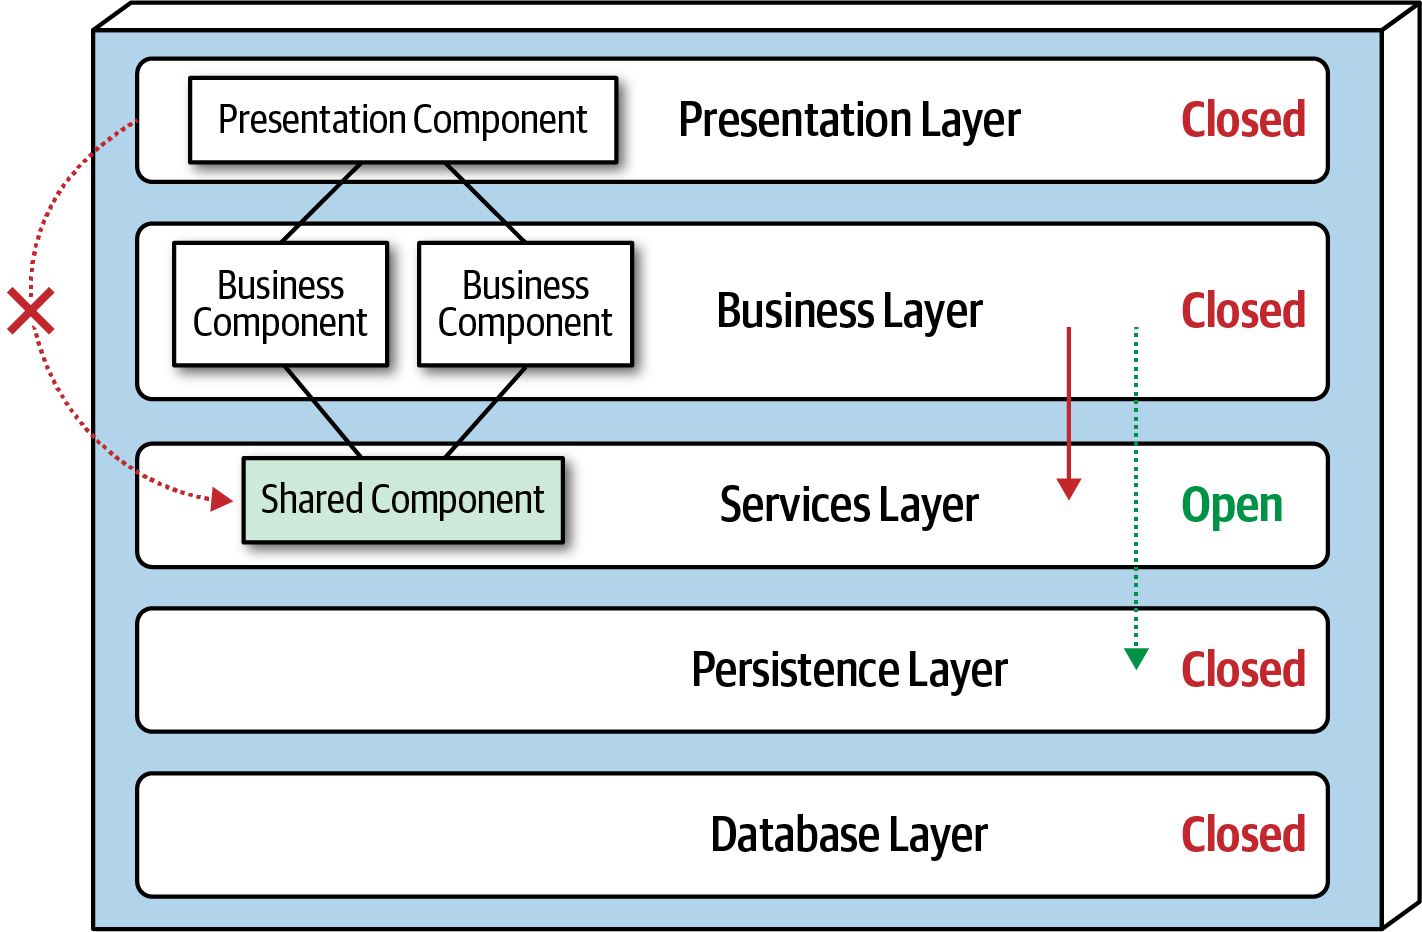 Presentation Component
Presentation Layer
Closed
Business
Component
Business
Component
Business Layer
Closed
Shared Component
Services Layer
Open
Persistence Layer
Closed
Database Layer
Closed